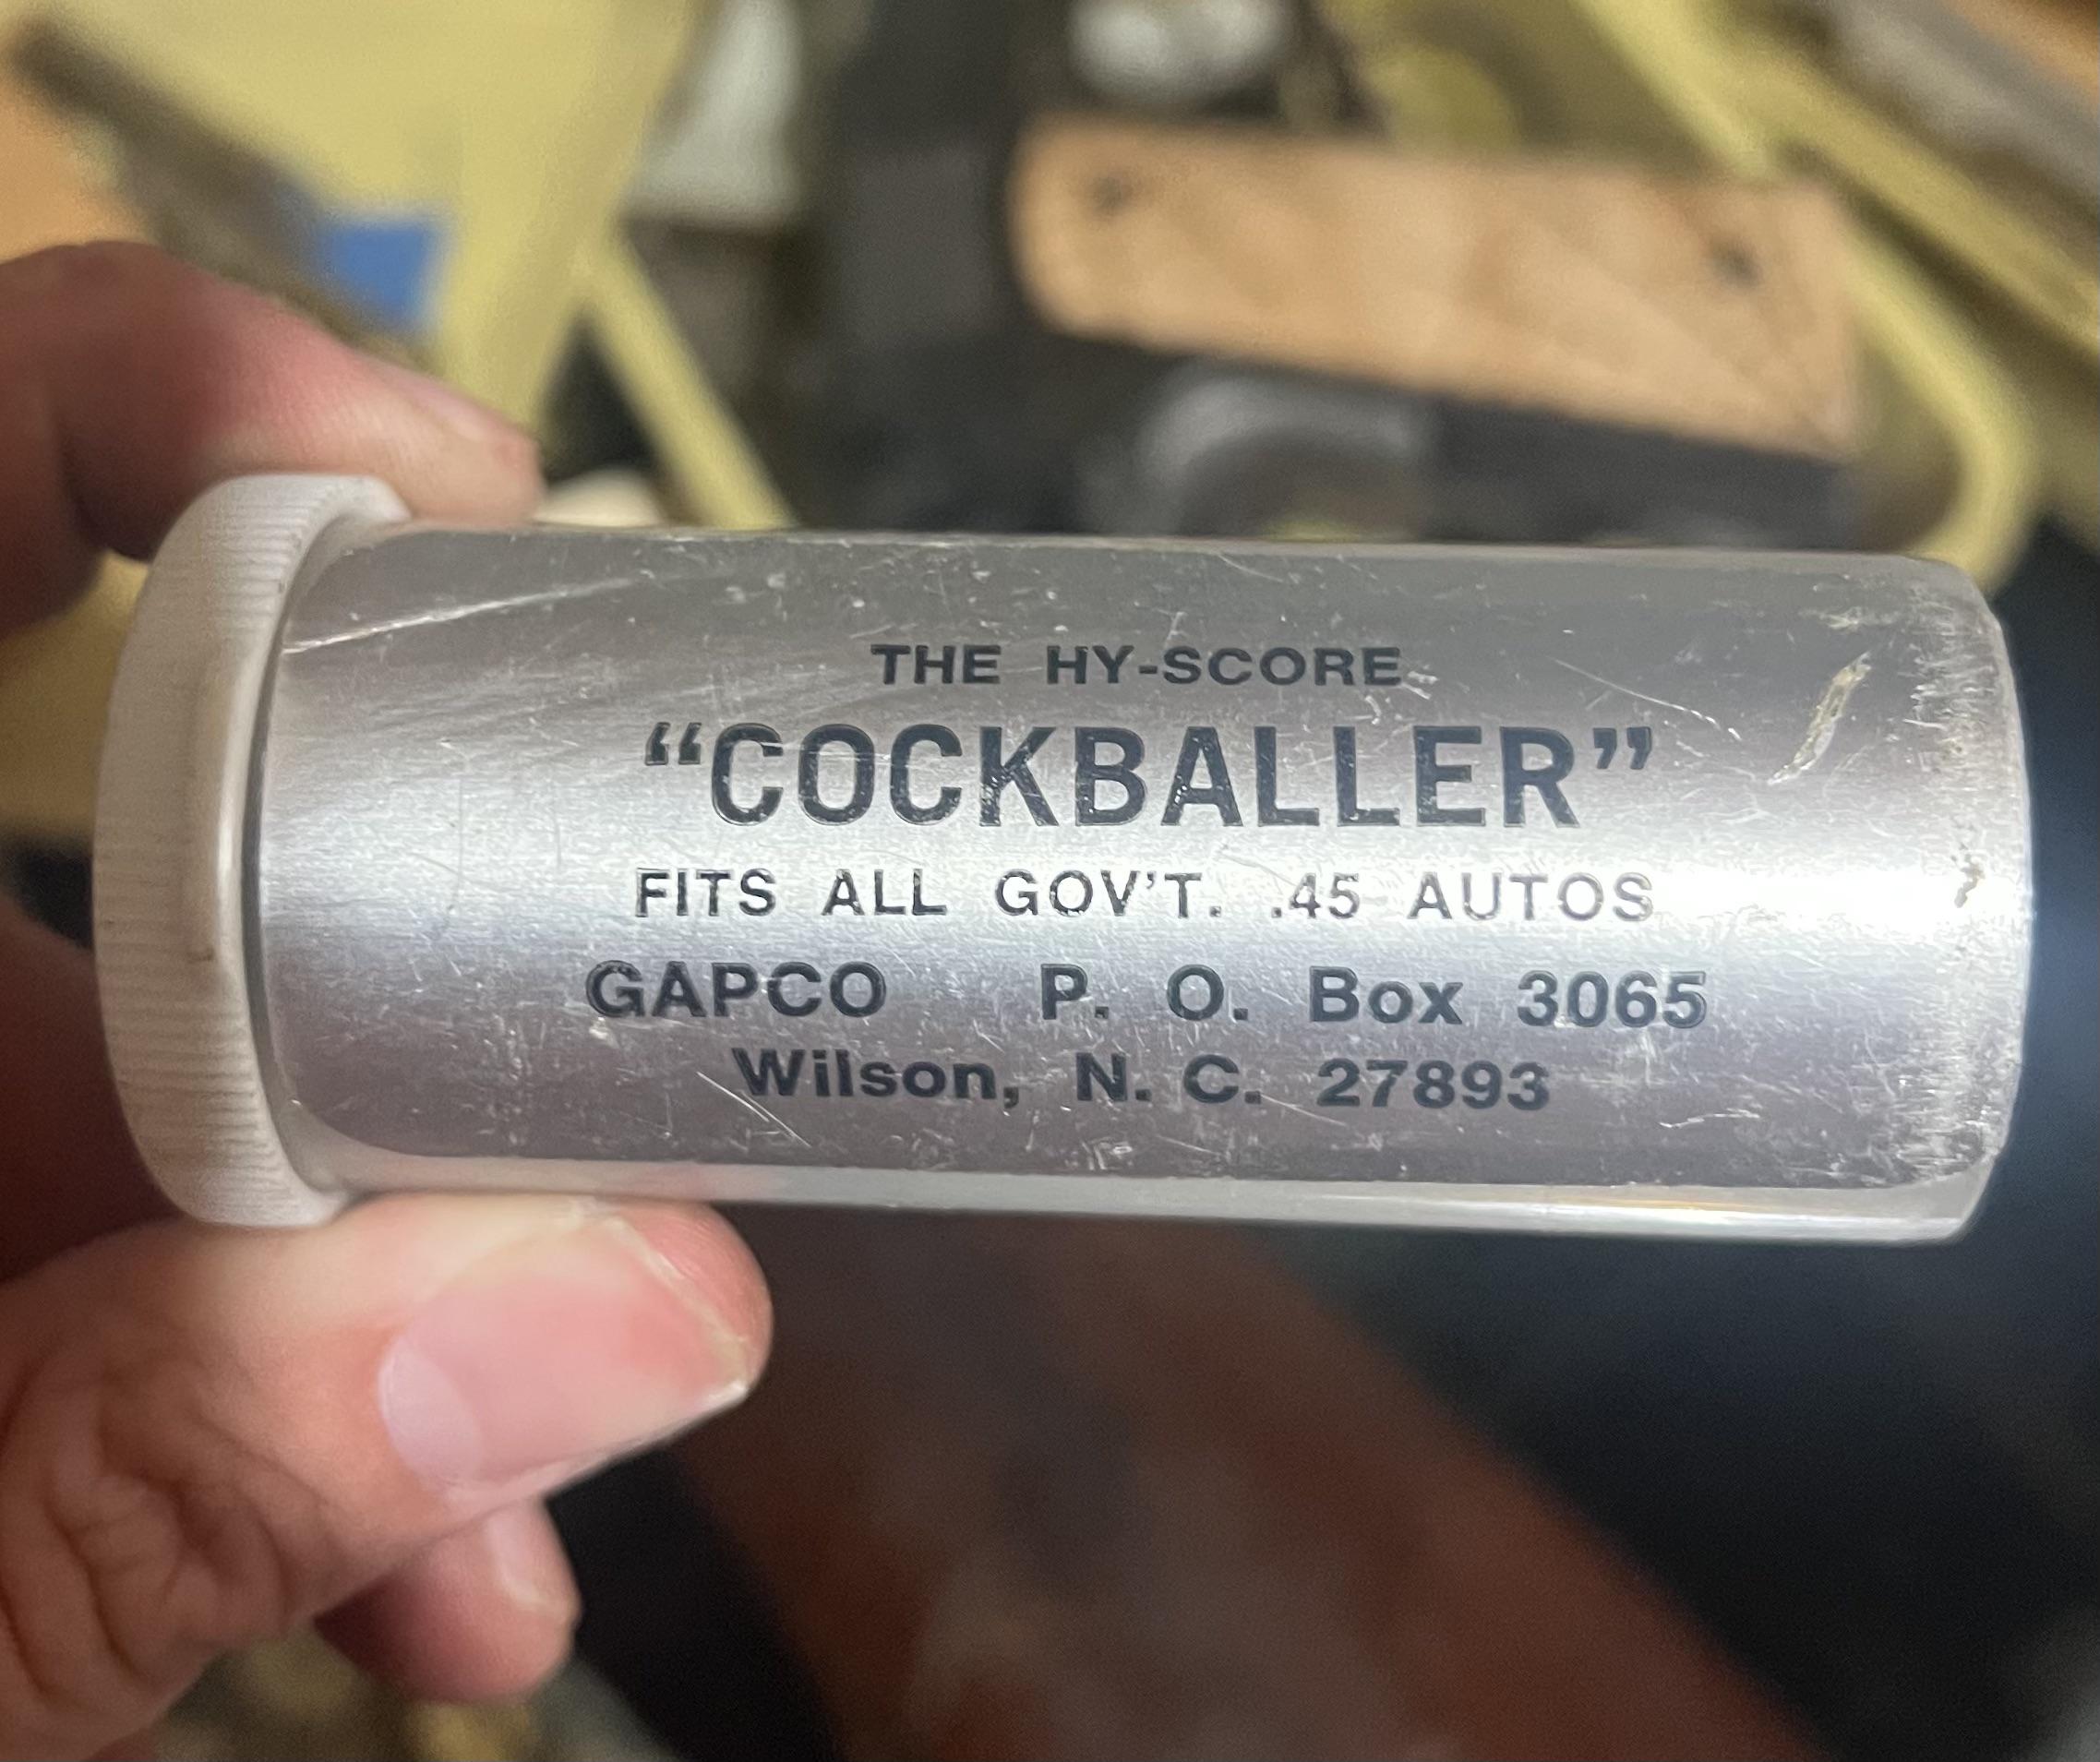 THE HY-SCORE
“COCKBALLER”
FITS ALL GOV'T. .45 AUTOS
GAPCO P. O. Box 3065
Wilson, N. C. 27893